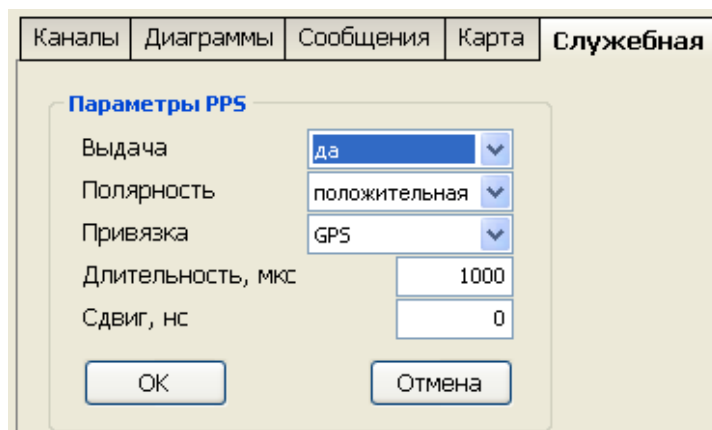 Каналы Диаграммы Сообщения Карта Служебная
Параметры PPS
Выдача да
Полярность положительная
Привязка GPS
Длительность, мкс 1000
Сдвиг, нс 0
OK Отмена